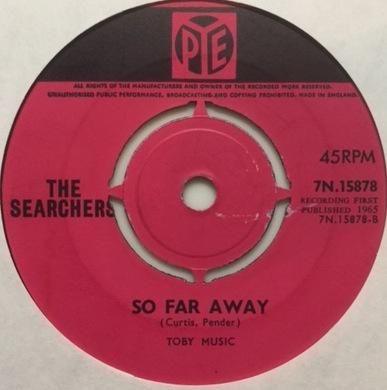 PYE
ALL RIGHTS OF THE MANUFACTURERS AND OWNER OF THE RECORDED WORK RESERVED.
UNAUTHORISED PUBLIC PERFORMANCE, BROADCASTING AND COPYING PROHIBITED. MADE IN ENGLAND.
45RPM
THE
SEARCHERS
7N.15878
RECORDING FIRST
PUBLISHED 1965
7N.15878-B
SO FAR AWAY
(Curtis, Pender)
TOBY MUSIC